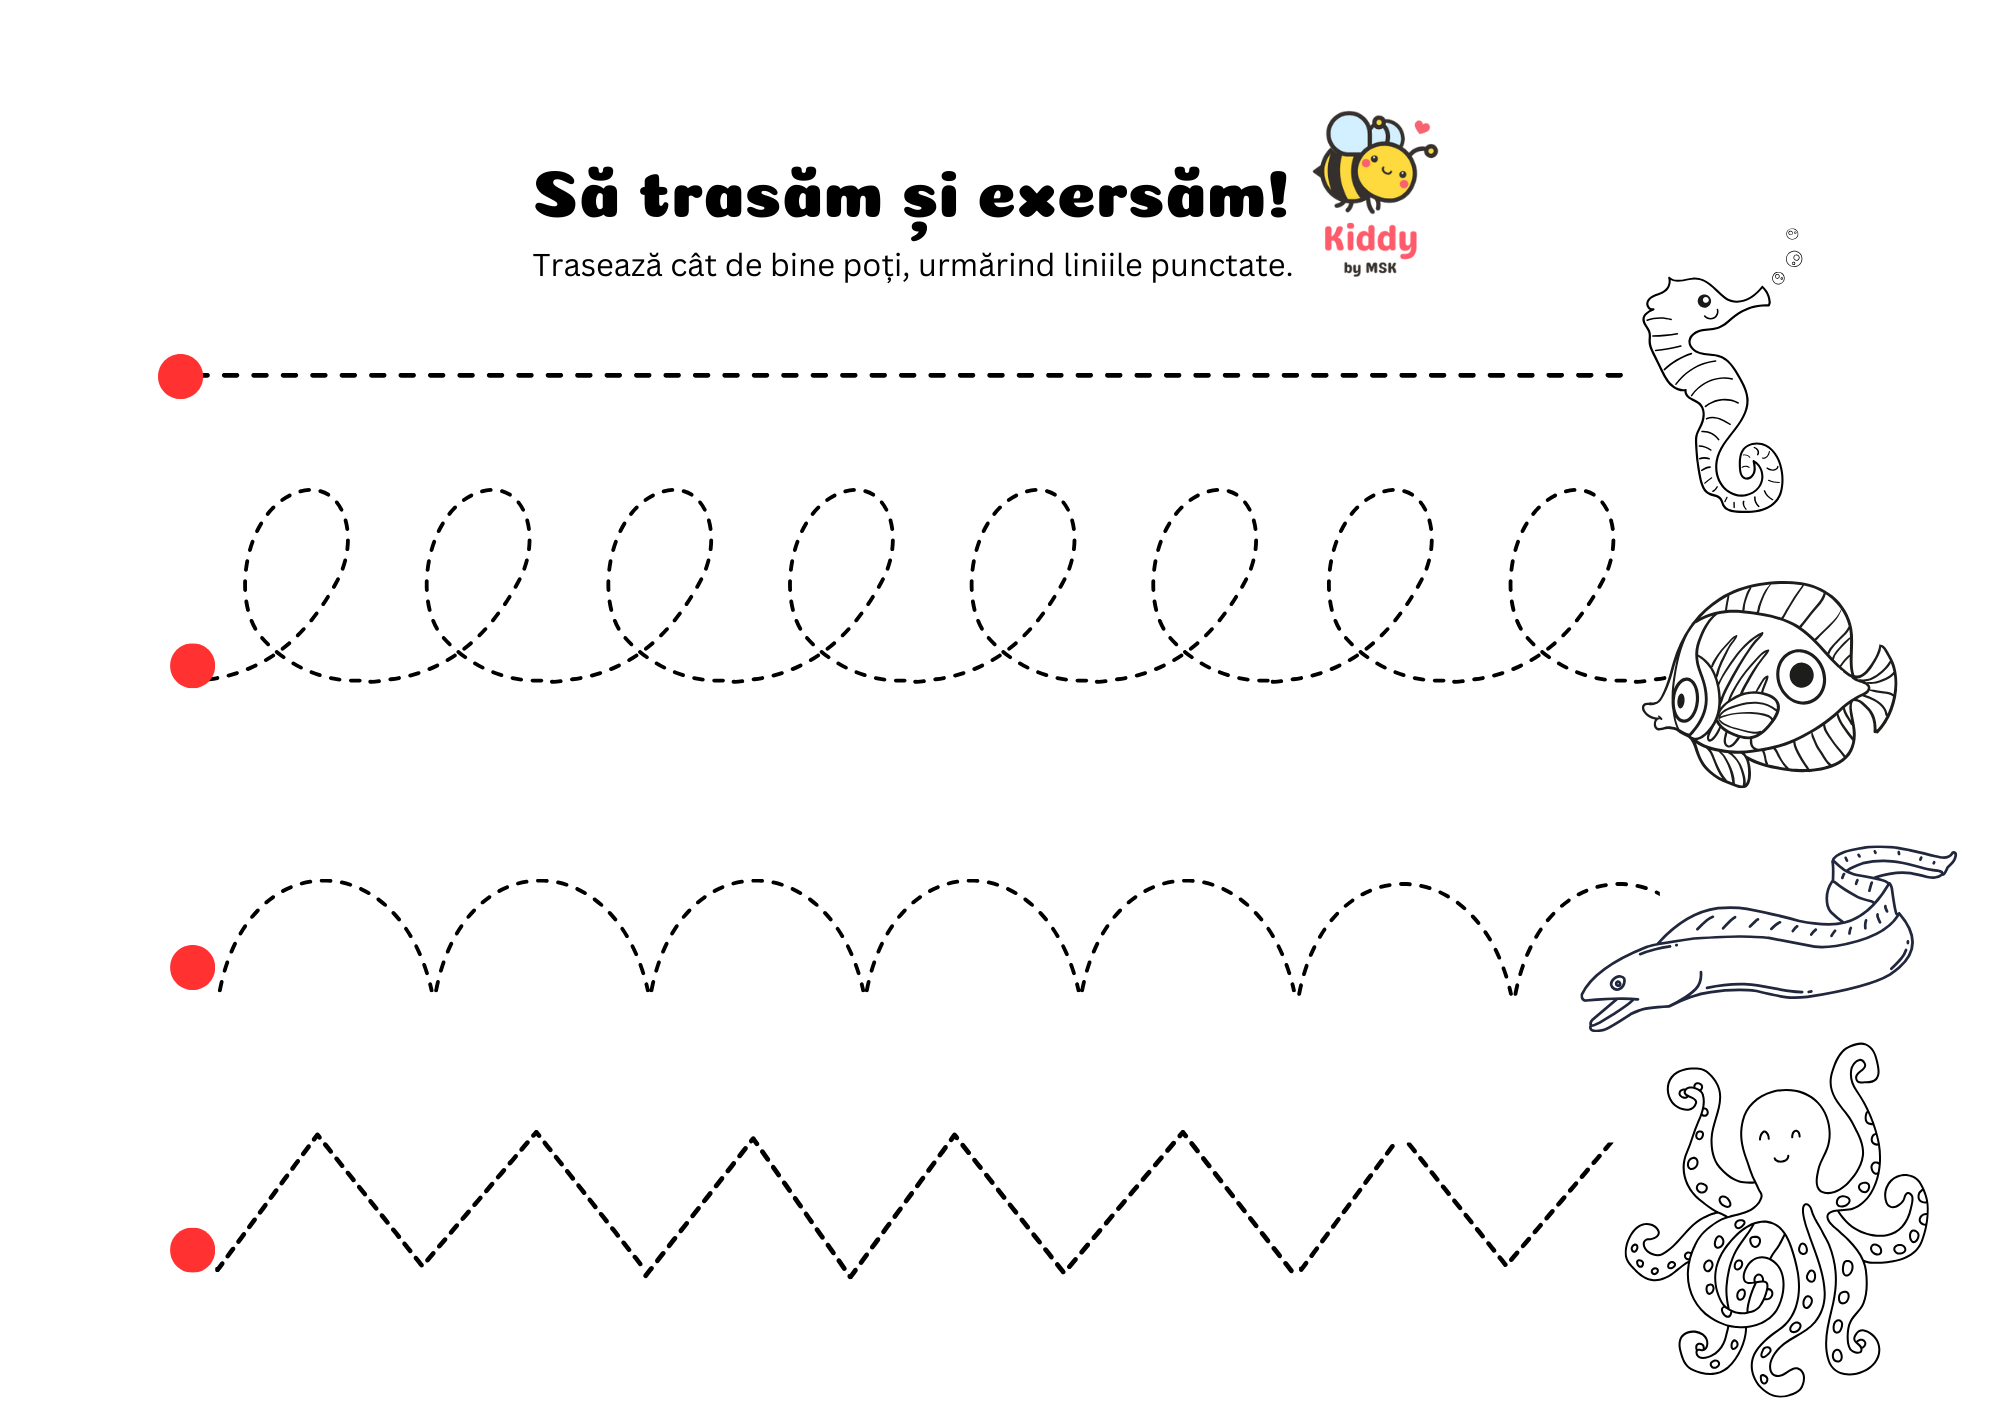 Să trasăm și exersăm!
Trasează cât de bine poți, urmărind liniile punctate.
Kiddy
by MSK